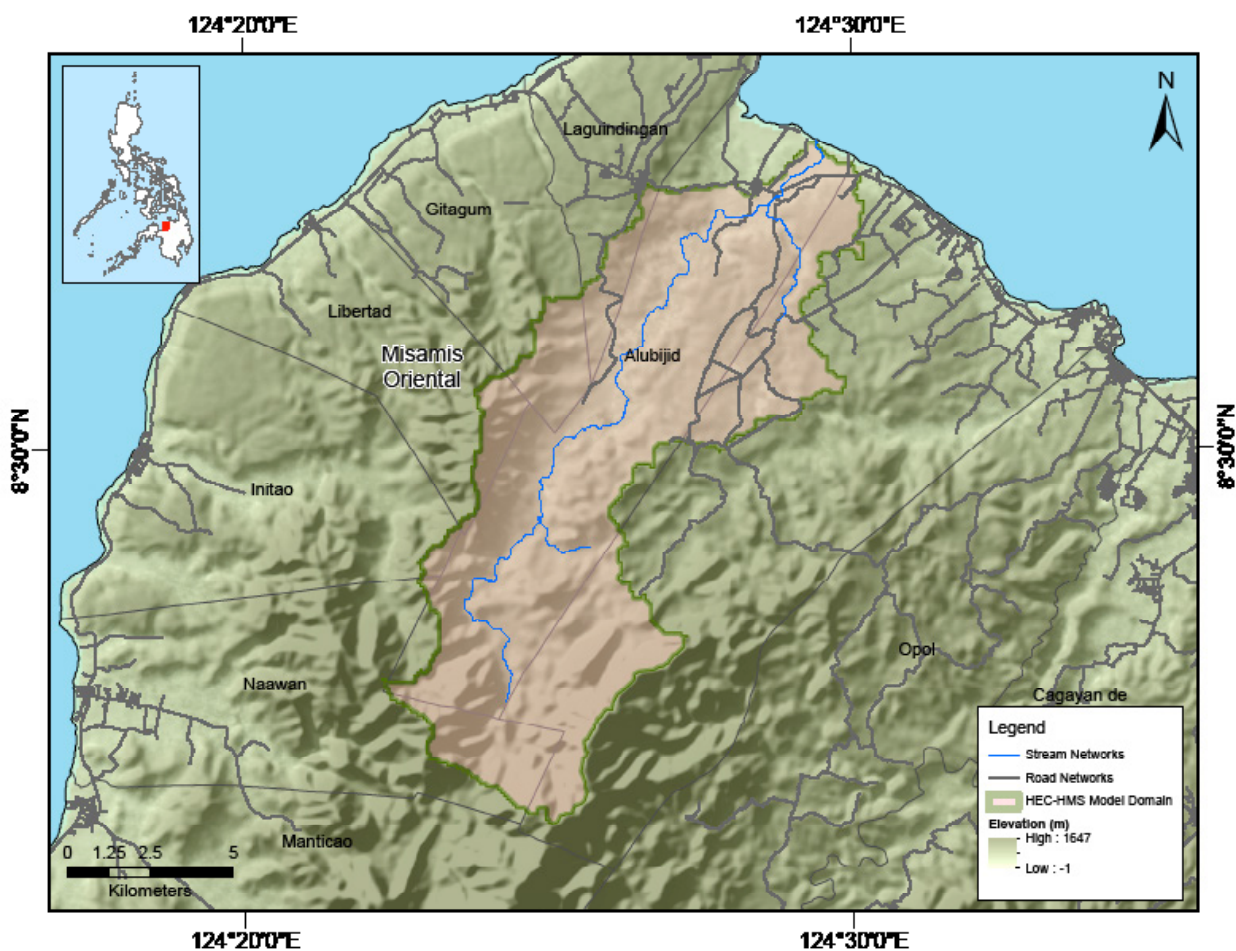 124°20'0"E
124°30'0"E
N
Laguindingan
Gitagum
Libertad
Misamis
Oriental
Alubijid
8°30'0"N
8°30'0"N
Initao
Opol
Naawan
Cagayan de
Manticao
Legend
Stream Networks
Road Networks
HEC-HMS Model Domain
Elevation (m)
High : 1647
Low : -1
0 1.25 2.5 5
Kilometers
124°20'0"E
124°30'0"E